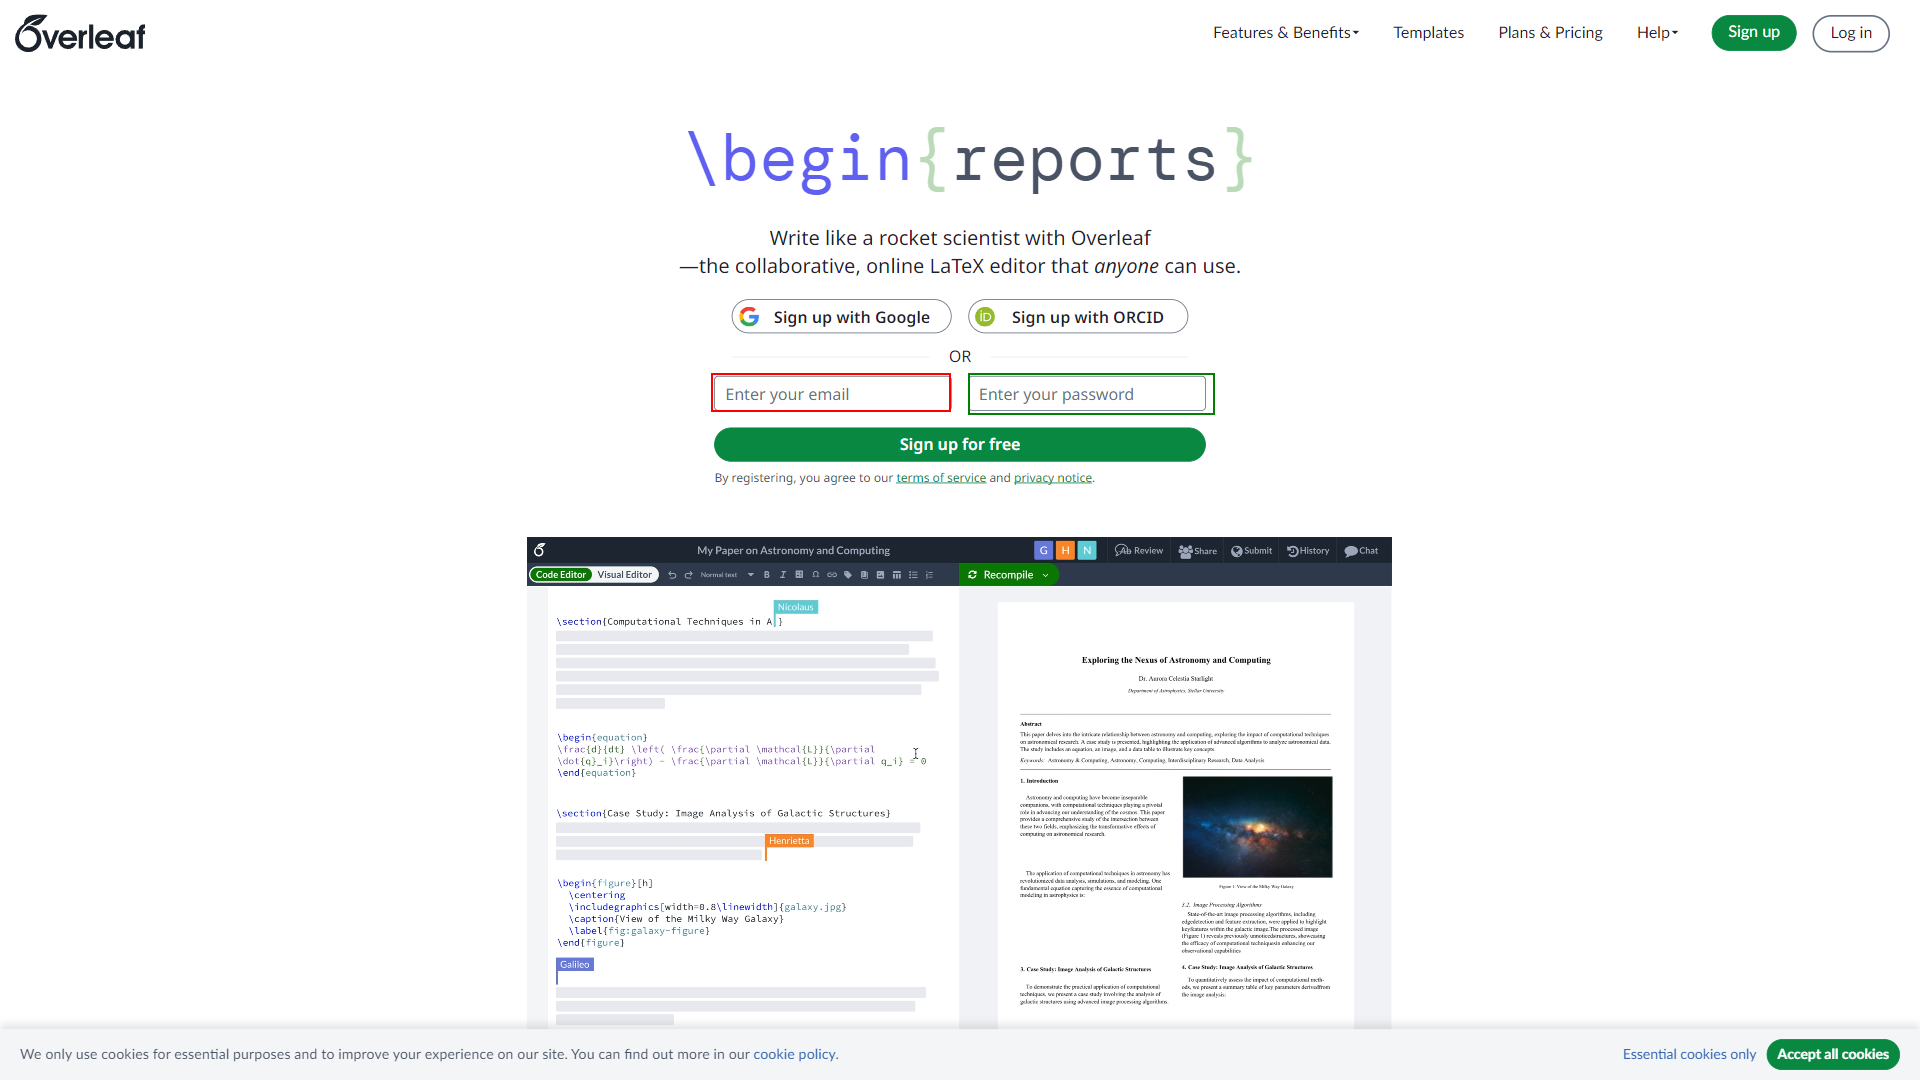 Overleaf
Features & Benefits
Templates
Plans & Pricing
Help
Sign up
Log in
\begin{reports}
Write like a rocket scientist with Overleaf
—the collaborative, online LaTeX editor that anyone can use.
Sign up with Google
iD Sign up with ORCID
OR
Enter your email
Enter your password
Sign up for free
By registering, you agree to our terms of service and privacy notice.
My Paper on Astronomy and Computing
G H N
Review
Share
Submit
History
Chat
Code Editor
Visual Editor
Normal text
B I Ω
Recompile
Nicolaus
\section{Computational Techniques in A }
\begin{equation}
\frac{d}{dt} \left( \frac{\partial \mathcal{L}}{\partial
\dot{q}_i}\right) - \frac{\partial \mathcal{L}}{\partial q_i} = 0
\end{equation}
\section{Case Study: Image Analysis of Galactic Structures}
Henrietta
\begin{figure}[h]
\centering
\includegraphics[width=0.8\linewidth]{galaxy.jpg}
\caption{View of the Milky Way Galaxy}
\label{fig:galaxy-figure}
\end{figure}
Galileo
Exploring the Nexus of Astronomy and Computing
Dr. Aurora Celestia Starlight
Department of Astrophysics, Stellar University
Abstract
This paper delves into the intricate relationship between astronomy and computing, exploring the impact of computational techniques
on astronomical research. A case study is presented, highlighting the application of advanced algorithms to analyze astronomical data.
The study includes an equation, an image, and a data table to illustrate key concepts.
Keywords: Astronomy & Computing, Astronomy, Computing, Interdisciplinary Research, Data Analysis
1. Introduction
Astronomy and computing have become inseparable
companions, with computational techniques playing a pivotal
role in advancing our understanding of the cosmos. This paper
provides a comprehensive study of the intersection between
these two fields, emphasizing the transformative effects of
computing on astronomical research.
The application of computational techniques in astronomy has
revolutionized data analysis, simulations, and modeling. One
fundamental equation capturing the essence of computational
modeling in astrophysics is:
3. Case Study: Image Analysis of Galactic Structures
To demonstrate the practical application of computational
techniques, we present a case study involving the analysis of
galactic structures using advanced image processing algorithms.
Figure 1. View of the Milky Way Galaxy
3.2. Image Processing Algorithms
State-of-the-art image processing algorithms, including
edgedetection and feature extraction, were applied to highlight
keyfeatures within the galactic image.The processed image
(Figure 1) reveals previously unnoticedstructures, showcasing
the efficacy of computational techniquesin enhancing our
observational capabilities
4. Case Study: Image Analysis of Galactic Structures
To quantitatively assess the impact of computational meth-
ods, we present a summary table of key parameters derivedfrom
the image analysis:
We only use cookies for essential purposes and to improve your experience on our site. You can find out more in our cookie policy.
Essential cookies only
Accept all cookies